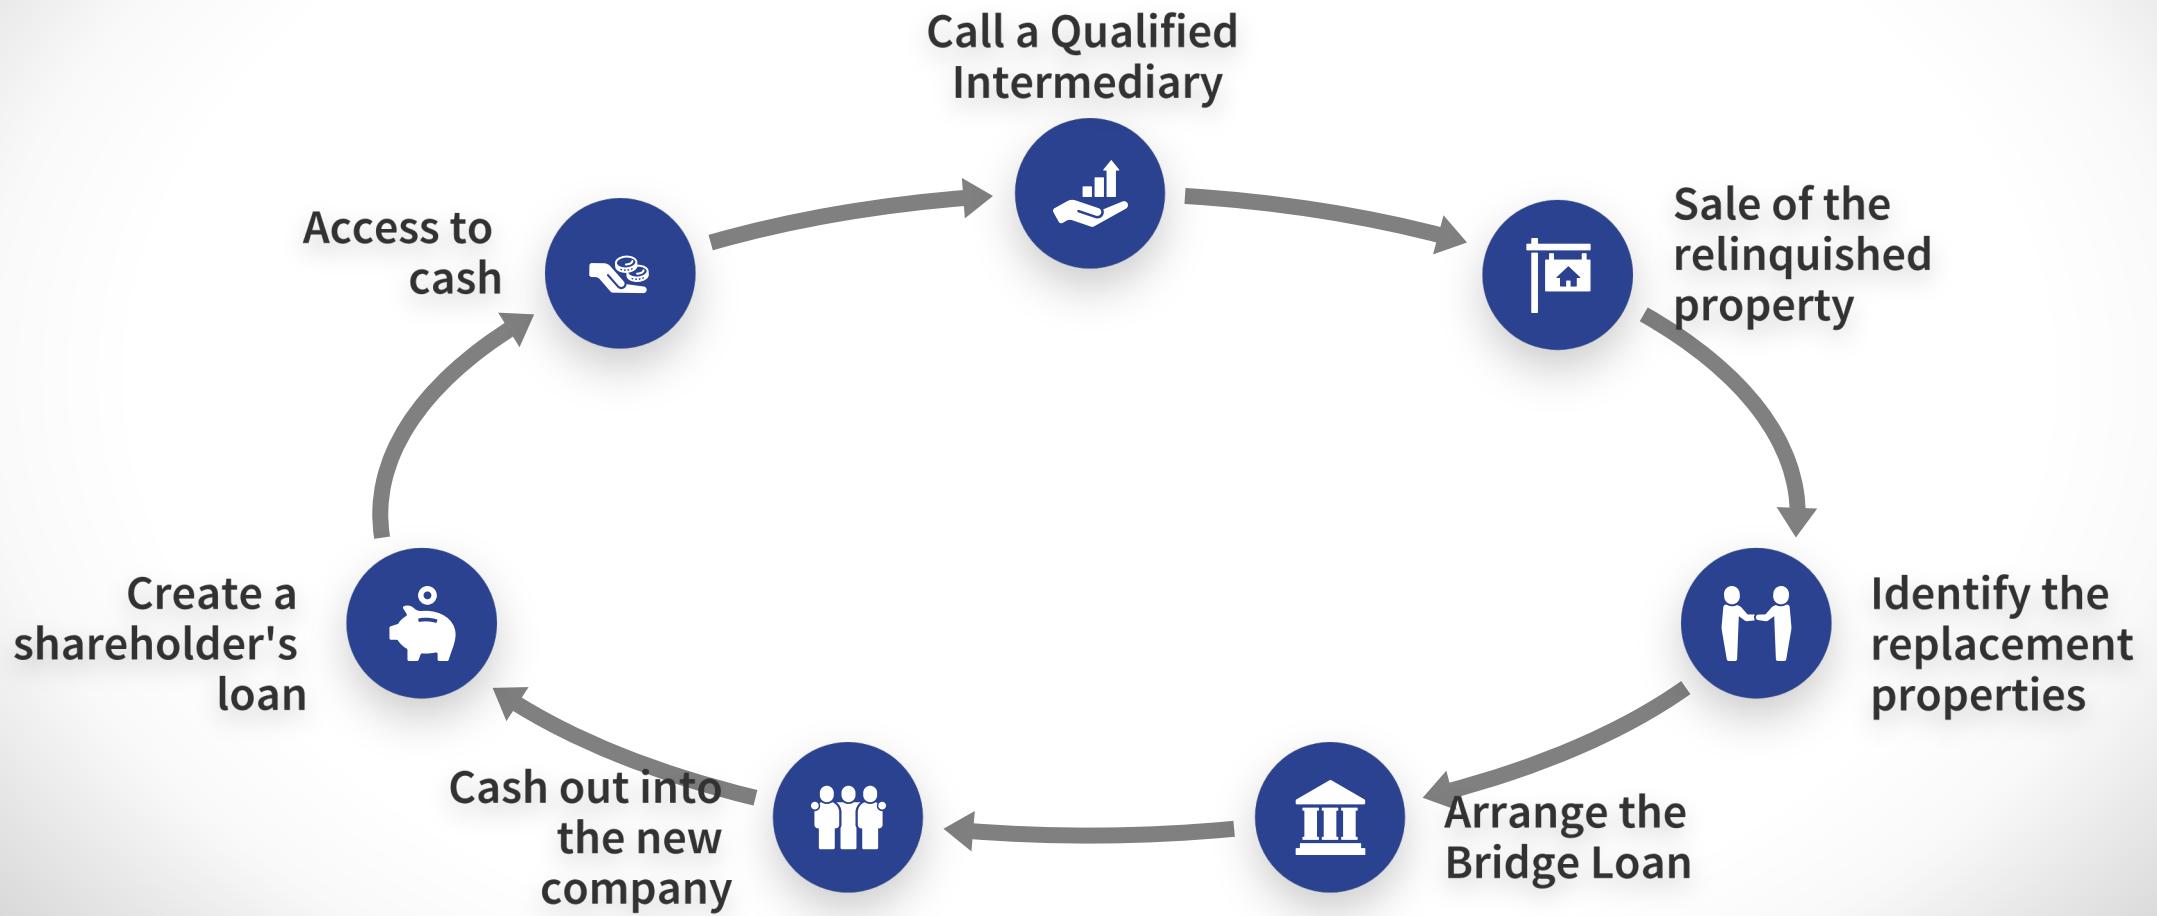 Call a Qualified
Intermediary
Sale of the
relinquished
property
Identify the
replacement
properties
Arrange the
Bridge Loan
Cash out into
the new
company
Create a
shareholder's
loan
Access to
cash